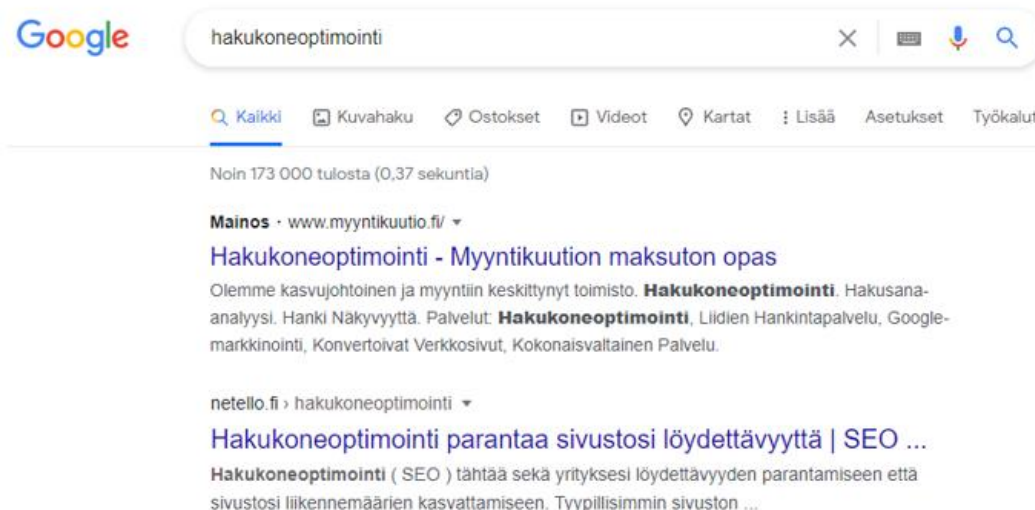 Google
hakukoneoptimointi
Kaikki Kuvahaku Ostokset Videot Kartat Lisää Asetukset Työkalut
Noin 173 000 tulosta (0,37 sekuntia)
Mainos · www.myyntikuutio.fi/
Hakukoneoptimointi - Myyntikuution maksuton opas
Olemme kasvujohtoinen ja myyntiin keskittynyt toimisto. Hakukoneoptimointi. Hakusana-
analyysi. Hanki Näkyvyyttä. Palvelut: Hakukoneoptimointi, Liidien Hankintapalvelu, Google-
markkinointi, Konvertoivat Verkkosivut, Kokonaisvaltainen Palvelu.
netello.fi › hakukoneoptimointi
Hakukoneoptimointi parantaa sivustosi löydettävyyttä | SEO ...
Hakukoneoptimointi ( SEO ) tähtää sekä yrityksesi löydettävyyden parantamiseen että
sivustosi liikennemäärien kasvattamiseen. Tyypillisimmin sivuston ...